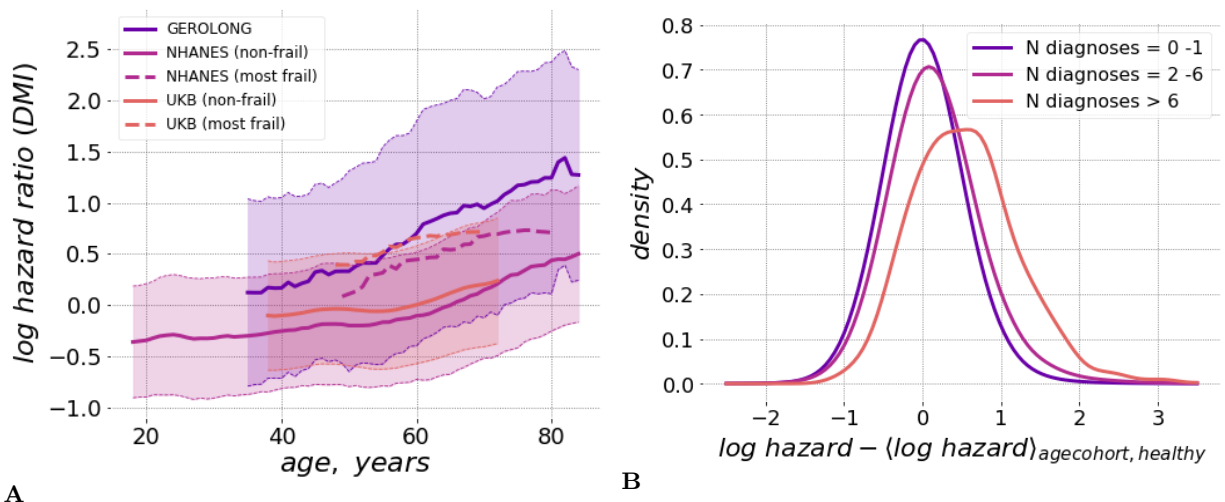 GEROLONG
NHANES (non-frail)
NHANES (most frail)
UKB (non-frail)
UKB (most frail)
2.5
2.0
1.5
1.0
0.5
0.0
−0.5
−1.0
log hazard ratio (DMI)
20 40 60 80
age, years
A
N diagnoses = 0 -1
N diagnoses = 2 -6
N diagnoses > 6
0.8
0.7
0.6
0.5
0.4
0.3
0.2
0.1
0.0
density
−2 −1 0 1 2 3
log hazard − ⟨log hazard⟩agecohort, healthy
B